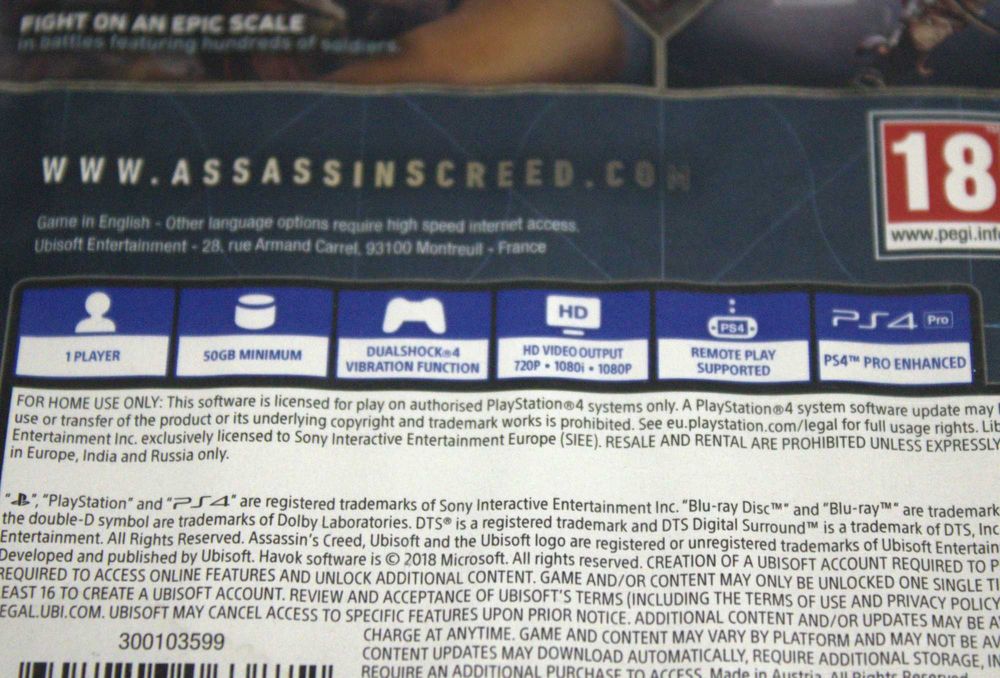 FIGHT ON AN EPIC SCALE
in battles featuring hundreds of soldiers.
WWW.ASSASSINSCREED.COM
18
www.pegi.inf
Game in English - Other language options require high speed internet access.
Ubisoft Entertainment - 28, rue Armand Carrel, 93100 Montreuil - France
1 PLAYER
50GB MINIMUM
DUALSHOCK®4
VIBRATION FUNCTION
HD
HD VIDEO OUTPUT
720P • 1080i • 1080P
PS4
REMOTE PLAY
SUPPORTED
PS4 Pro
PS4™ PRO ENHANCED
FOR HOME USE ONLY: This software is licensed for play on authorised PlayStation®4 systems only. A PlayStation®4 system software update may
use or transfer of the product or its underlying copyright and trademark works is prohibited. See eu.playstation.com/legal for full usage rights. Lib
Entertainment Inc. exclusively licensed to Sony Interactive Entertainment Europe (SIEE). RESALE AND RENTAL ARE PROHIBITED UNLESS EXPRESSLY
in Europe, India and Russia only.
" ", "PlayStation" and "PS4" are registered trademarks of Sony Interactive Entertainment Inc. "Blu-ray Disc™" and "Blu-ray™" are trademark
the double-D symbol are trademarks of Dolby Laboratories. DTS® is a registered trademark and DTS Digital Surround™ is a trademark of DTS, Inc
Entertainment. All Rights Reserved. Assassin's Creed, Ubisoft and the Ubisoft logo are registered or unregistered trademarks of Ubisoft Entertain
Developed and published by Ubisoft. Havok software is © 2018 Microsoft. All rights reserved. CREATION OF A UBISOFT ACCOUNT REQUIRED TO P
REQUIRED TO ACCESS ONLINE FEATURES AND UNLOCK ADDITIONAL CONTENT. GAME AND/OR CONTENT MAY ONLY BE UNLOCKED ONE SINGLE TI
EAST 16 TO CREATE A UBISOFT ACCOUNT. REVIEW AND ACCEPTANCE OF UBISOFT'S TERMS (INCLUDING THE TERMS OF USE AND PRIVACY POLICY
EGAL.UBI.COM. UBISOFT MAY CANCEL ACCESS TO SPECIFIC FEATURES UPON PRIOR NOTICE. ADDITIONAL CONTENT AND/OR UPDATES MAY BE A
CHARGE AT ANYTIME. GAME AND CONTENT MAY VARY BY PLATFORM AND MAY NOT BE AV
CONTENT UPDATES MAY DOWNLOAD AUTOMATICALLY, REQUIRE ADDITIONAL STORAGE, IN
REQUIRE AN ADDITIONAL PURCHASE TO ACCESS. Made in Austria. All Rights Reserved.
300103599